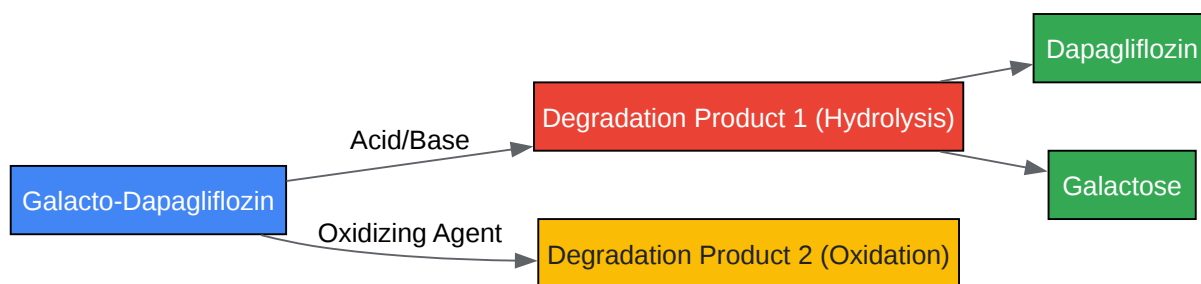 Dapagliflozin
Degradation Product 1 (Hydrolysis)
Acid/Base
Galacto-Dapagliflozin
Galactose
Oxidizing Agent
Degradation Product 2 (Oxidation)